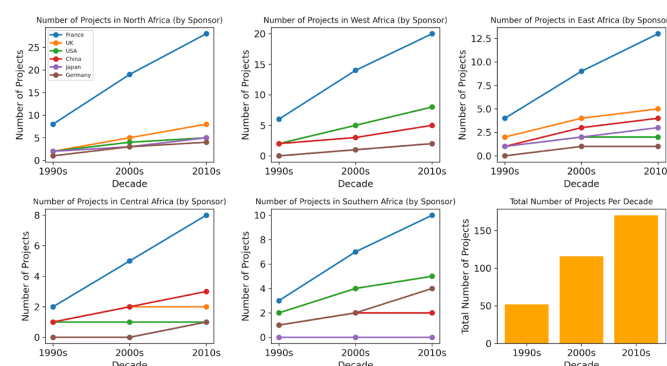 Number of Projects in North Africa (by Sponsor)
Number of Projects
25
20
15
10
5
0
France
UK
USA
China
Japan
Germany
1990s 2000s 2010s
Decade
Number of Projects in West Africa (by Sponsor)
Number of Projects
20
15
10
5
0
1990s 2000s 2010s
Decade
Number of Projects in East Africa (by Sponsor
Number of Projects
12.5
10.0
7.5
5.0
2.5
0.0
1990s 2000s 2010s
Decade
Number of Projects in Central Africa (by Sponsor)
Number of Projects
8
6
4
2
0
1990s 2000s 2010s
Decade
Number of Projects in Southern Africa (by Sponsor)
Number of Projects
10
8
6
4
2
0
1990s 2000s 2010s
Decade
Total Number of Projects Per Decade
Total Number of Projects
150
100
50
0
1990s 2000s 2010s
Decade